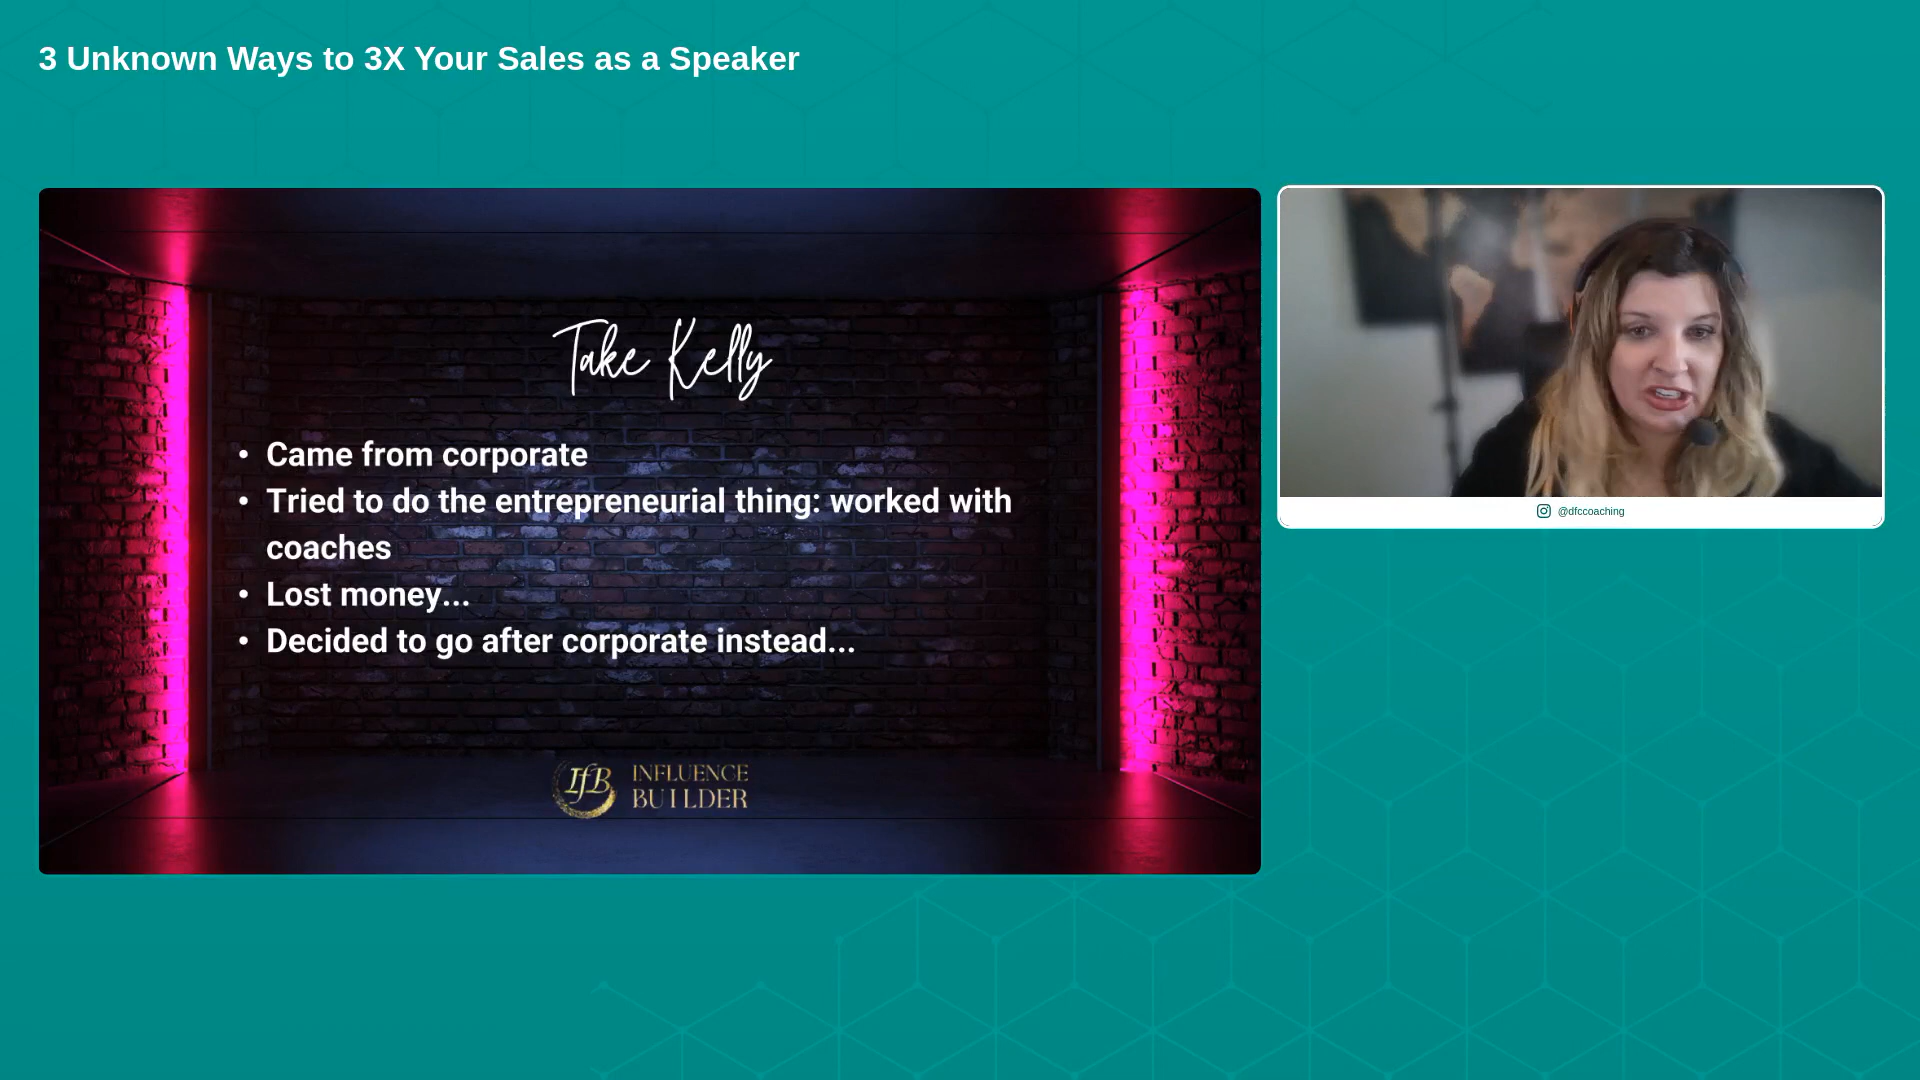 3 Unknown Ways to 3X Your Sales as a Speaker
Take Kelly
• Came from corporate
• Tried to do the entrepreneurial thing: worked with
coaches
• Lost money...
• Decided to go after corporate instead...
IfB
INFLUENCE
BUILDER
@dfccoaching